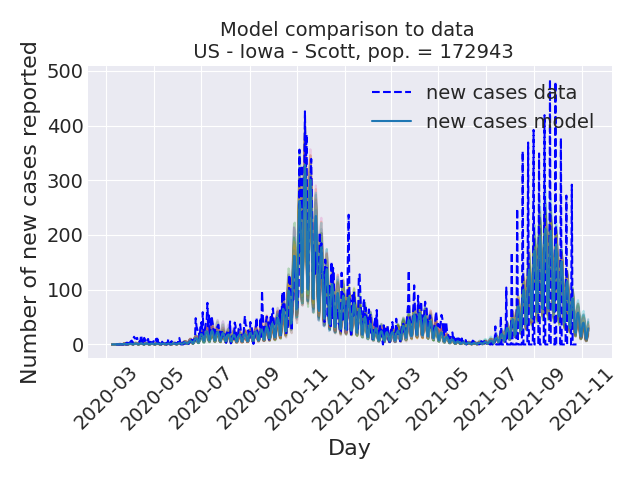 Model comparison to data
US - Iowa - Scott, pop. = 172943
new cases data
new cases model
Number of new cases reported
500
400
300
200
100
0
2020-03
2020-05
2020-07
2020-09
2020-11
2021-01
2021-03
2021-05
2021-07
2021-09
2021-11
Day